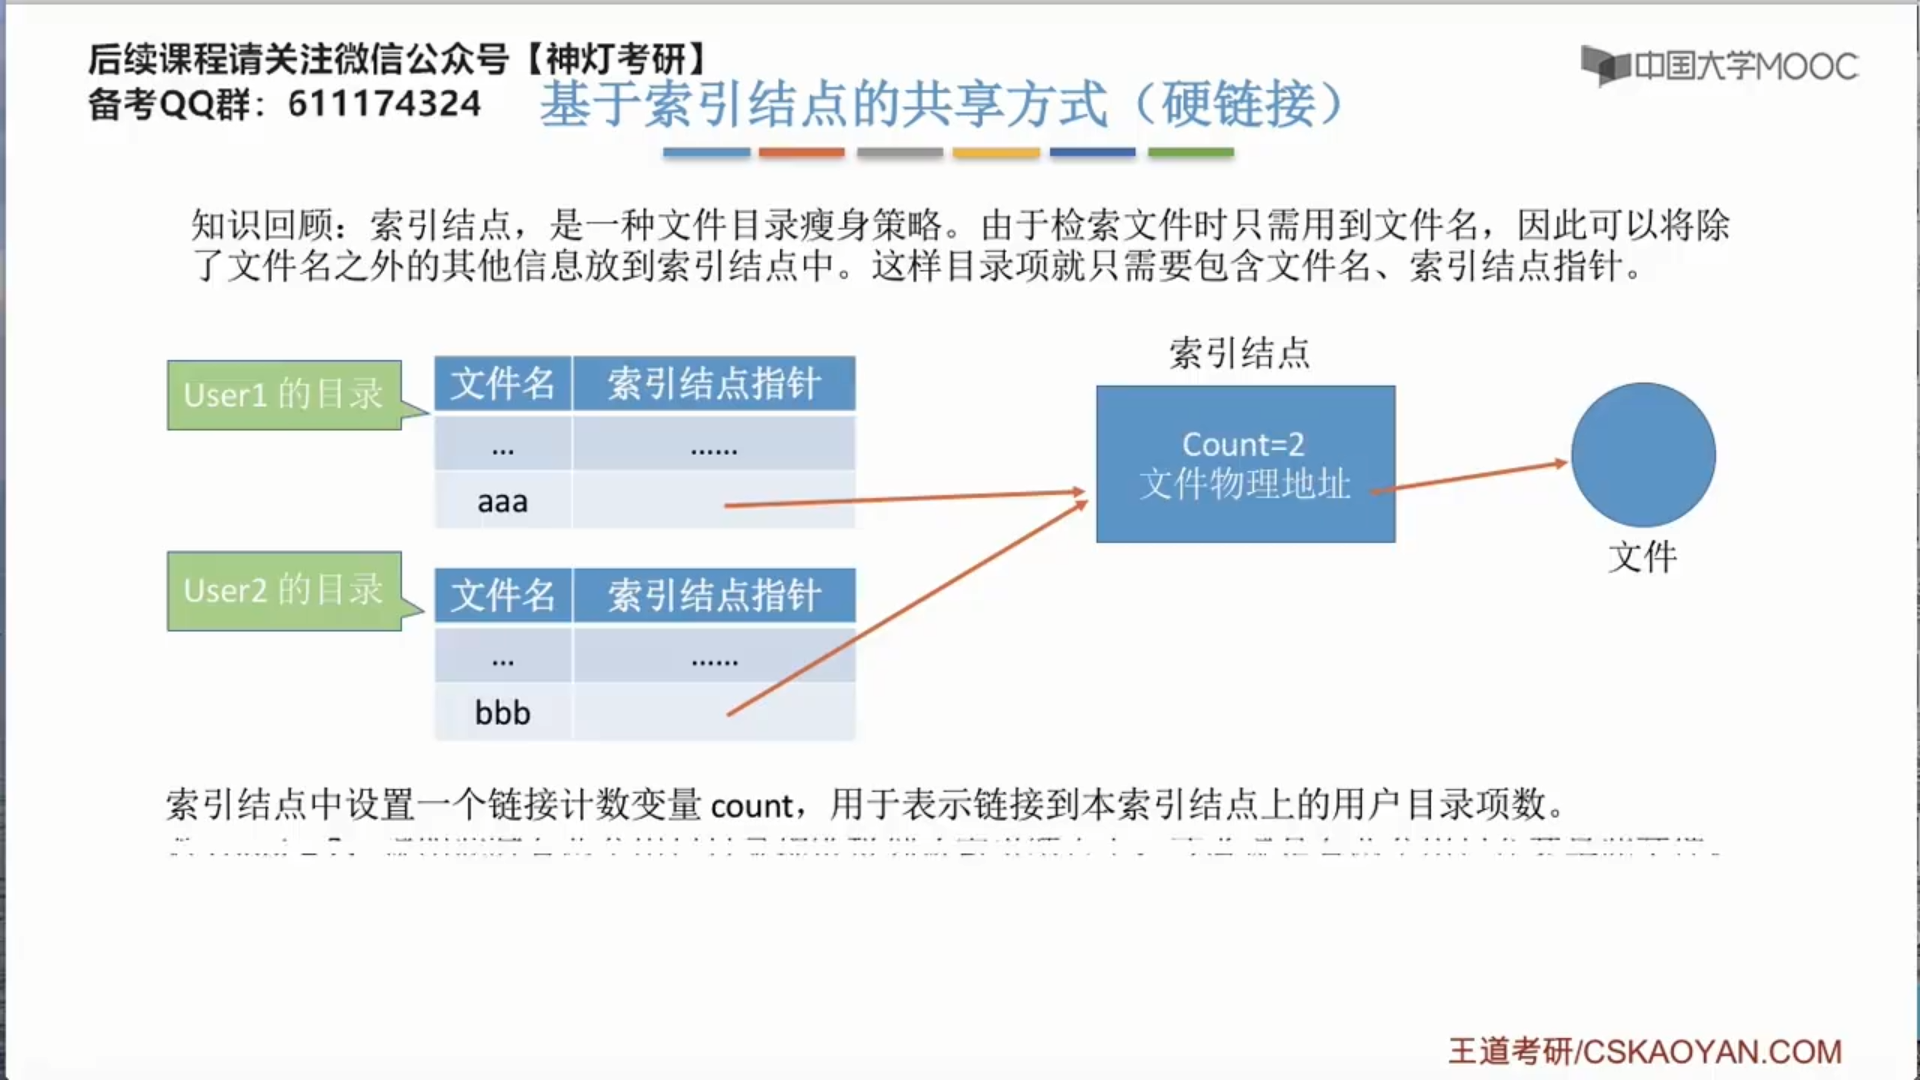 后续课程请关注微信公众号【神灯考研】
备考QQ群：611174324
中国大学MOOC
基于索引结点的共享方式（硬链接）
知识回顾：索引结点，是一种文件目录瘦身策略。由于检索文件时只需用到文件名，因此可以将除
了文件名之外的其他信息放到索引结点中。这样目录项就只需要包含文件名、索引结点指针。
User1 的目录
文件名 索引结点指针
... ......
aaa
User2 的目录
文件名 索引结点指针
... ......
bbb
索引结点
Count=2
文件物理地址
文件
索引结点中设置一个链接计数变量 count，用于表示链接到本索引结点上的用户目录项数。
王道考研/CSKAOYAN.COM